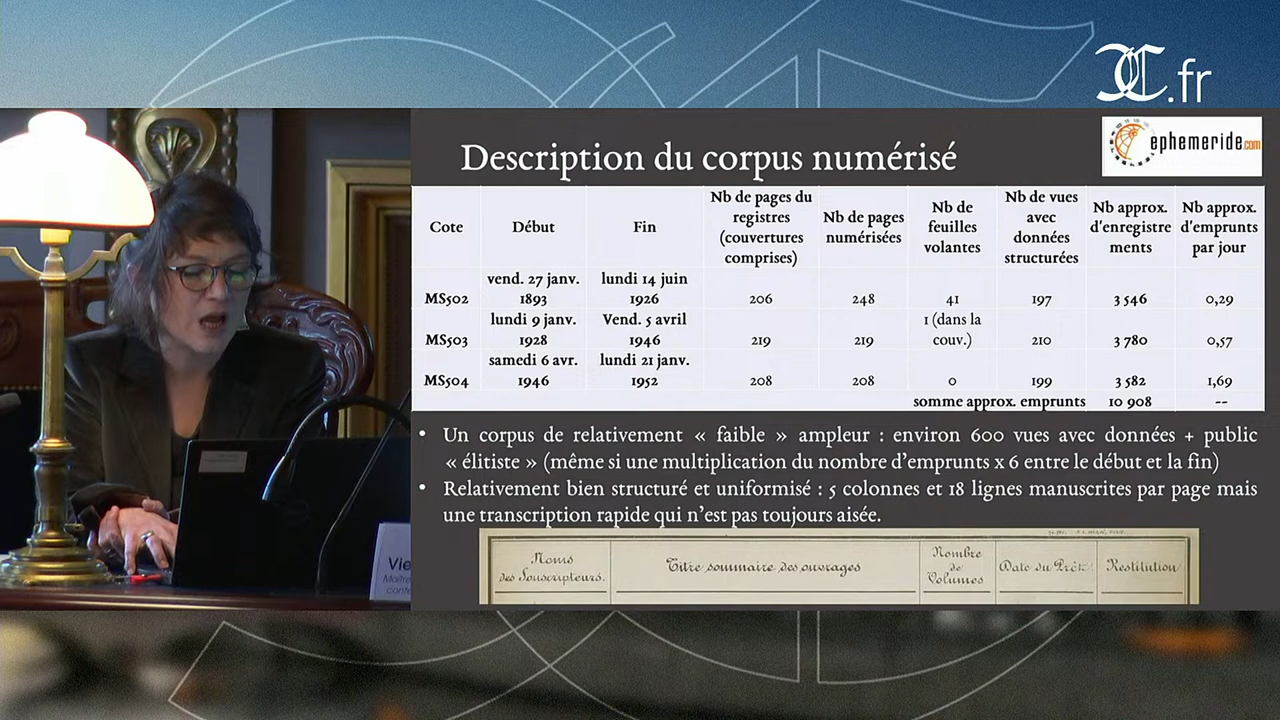 .fr
ephemeride.com
Description du corpus numérisé
Cote Début Fin Nb de pages du registres (couvertures comprises) Nb de pages numérisées Nb de feuilles volantes Nb de vues avec données structurées Nb approx. d'enregistre ments Nb approx. d'emprunts par jour
MS502 vend. 27 janv. 1893 lundi 14 juin 1926 206 248 41 197 3 546 0,29
MS503 lundi 9 janv. 1928 Vend. 5 avril 1946 219 219 1 (dans la couv.) 210 3 780 0,57
MS504 samedi 6 avr. 1946 lundi 21 janv. 1952 208 208 0 199 3 582 1,69
somme approx. emprunts 10 908 --
• Un corpus de relativement « faible » ampleur : environ 600 vues avec données + public
« élitiste » (même si une multiplication du nombre d'emprunts x 6 entre le début et la fin)
• Relativement bien structuré et uniformisé : 5 colonnes et 18 lignes manuscrites par page mais
une transcription rapide qui n'est pas toujours aisée.
Noms des Souscripteurs. Titre sommaire des ouvrages Nombre de Volumes Date du Prêt Restitution
Vie
Maître
conf